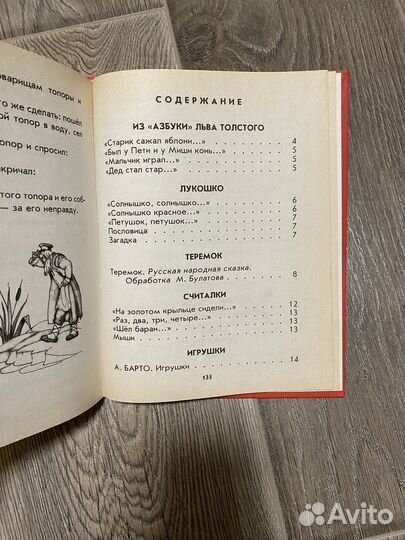 оварищам топоры и
го же сделать: пошёл
ой топор в воду, сел
опор и спросил:
кричал:
того топора и его соб-
— за его неправду.
СОДЕРЖАНИЕ
ИЗ «АЗБУКИ» ЛЬВА ТОЛСТОГО
«Старик сажал яблони...» 4
«Был у Пети и у Миши конь...» 5
«Мальчик играл...» 5
«Дед стал стар...» 5
ЛУКОШКО
«Солнышко, солнышко...» 6
«Солнышко красное...» 6
«Петушок, петушок...» 7
Пословица 7
Загадка 7
ТЕРЕМОК
Теремок. Русская народная сказка.
Обработка М. Булатова 8
СЧИТАЛКИ
«На золотом крыльце сидели...» 12
«Раз, два, три, четыре...» 13
«Шёл баран...» 13
Мыши 13
ИГРУШКИ
А. БАРТО. Игрушки 14
135
Avito